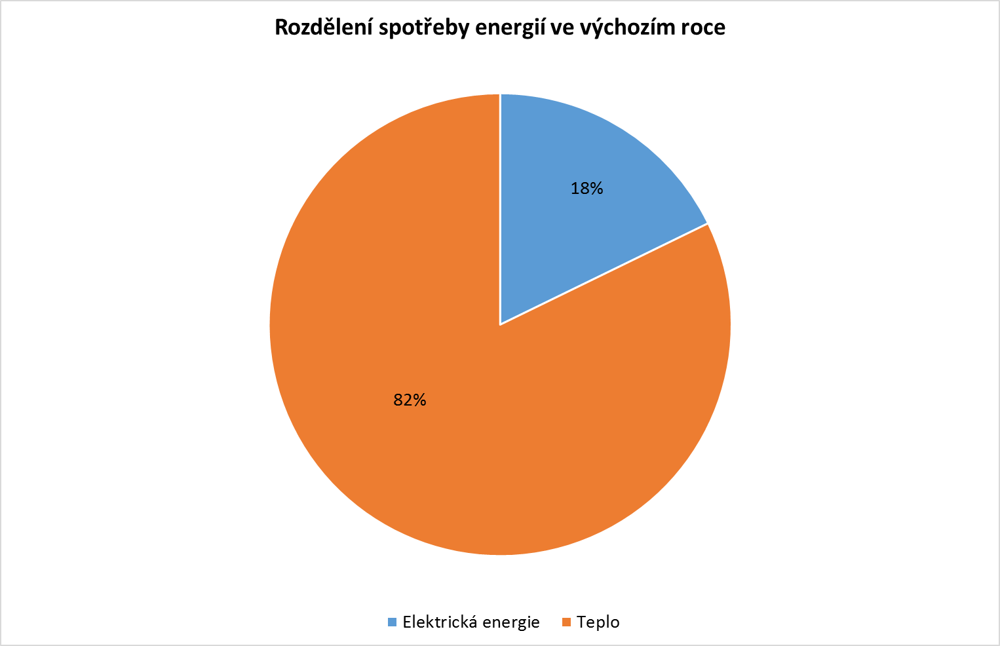 Rozdělení spotřeby energií ve výchozím roce
18%
82%
Elektrická energie
Teplo